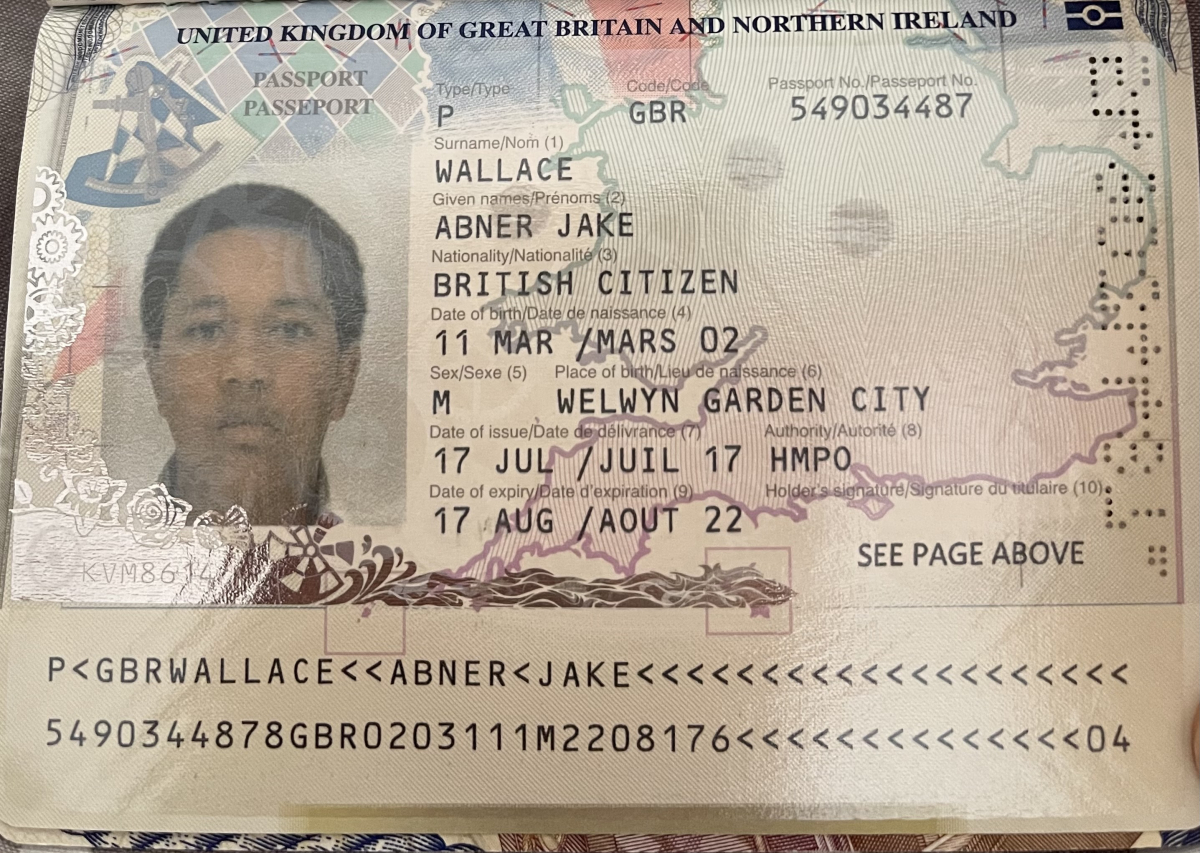 UNITED KINGDOM OF GREAT BRITAIN AND NORTHERN IRELAND
PASSPORT
PASSEPORT
Type/Type Code/Code Passport No./Passeport No.
P GBR 549034487
Surname/Nom (1)
WALLACE
Given names/Prénoms (2)
ABNER JAKE
Nationality/Nationalité (3)
BRITISH CITIZEN
Date of birth/Date de naissance (4)
11 MAR /MARS 02
Sex/Sexe (5) Place of birth/Lieu de naissance (6)
M WELWYN GARDEN CITY
Date of issue/Date de délivrance (7) Authority/Autorité (8)
17 JUL /JUIL 17 HMPO
Date of expiry/Date d'expiration (9) Holder's signature/Signature du titulaire (10)
17 AUG /AOUT 22
SEE PAGE ABOVE
P<GBRWALLACE<<ABNER<JAKE<<<<<<<<<<<<<<<<<<<<
5490344878GBR0203111M2208176<<<<<<<<<<<<<<04